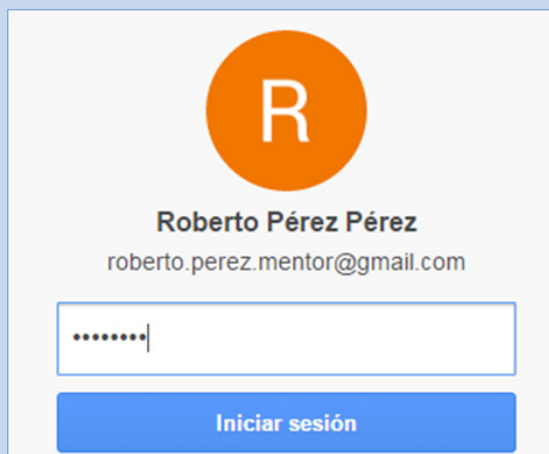 R
Roberto Pérez Pérez
roberto.perez.mentor@gmail.com
••••••••
Iniciar sesión